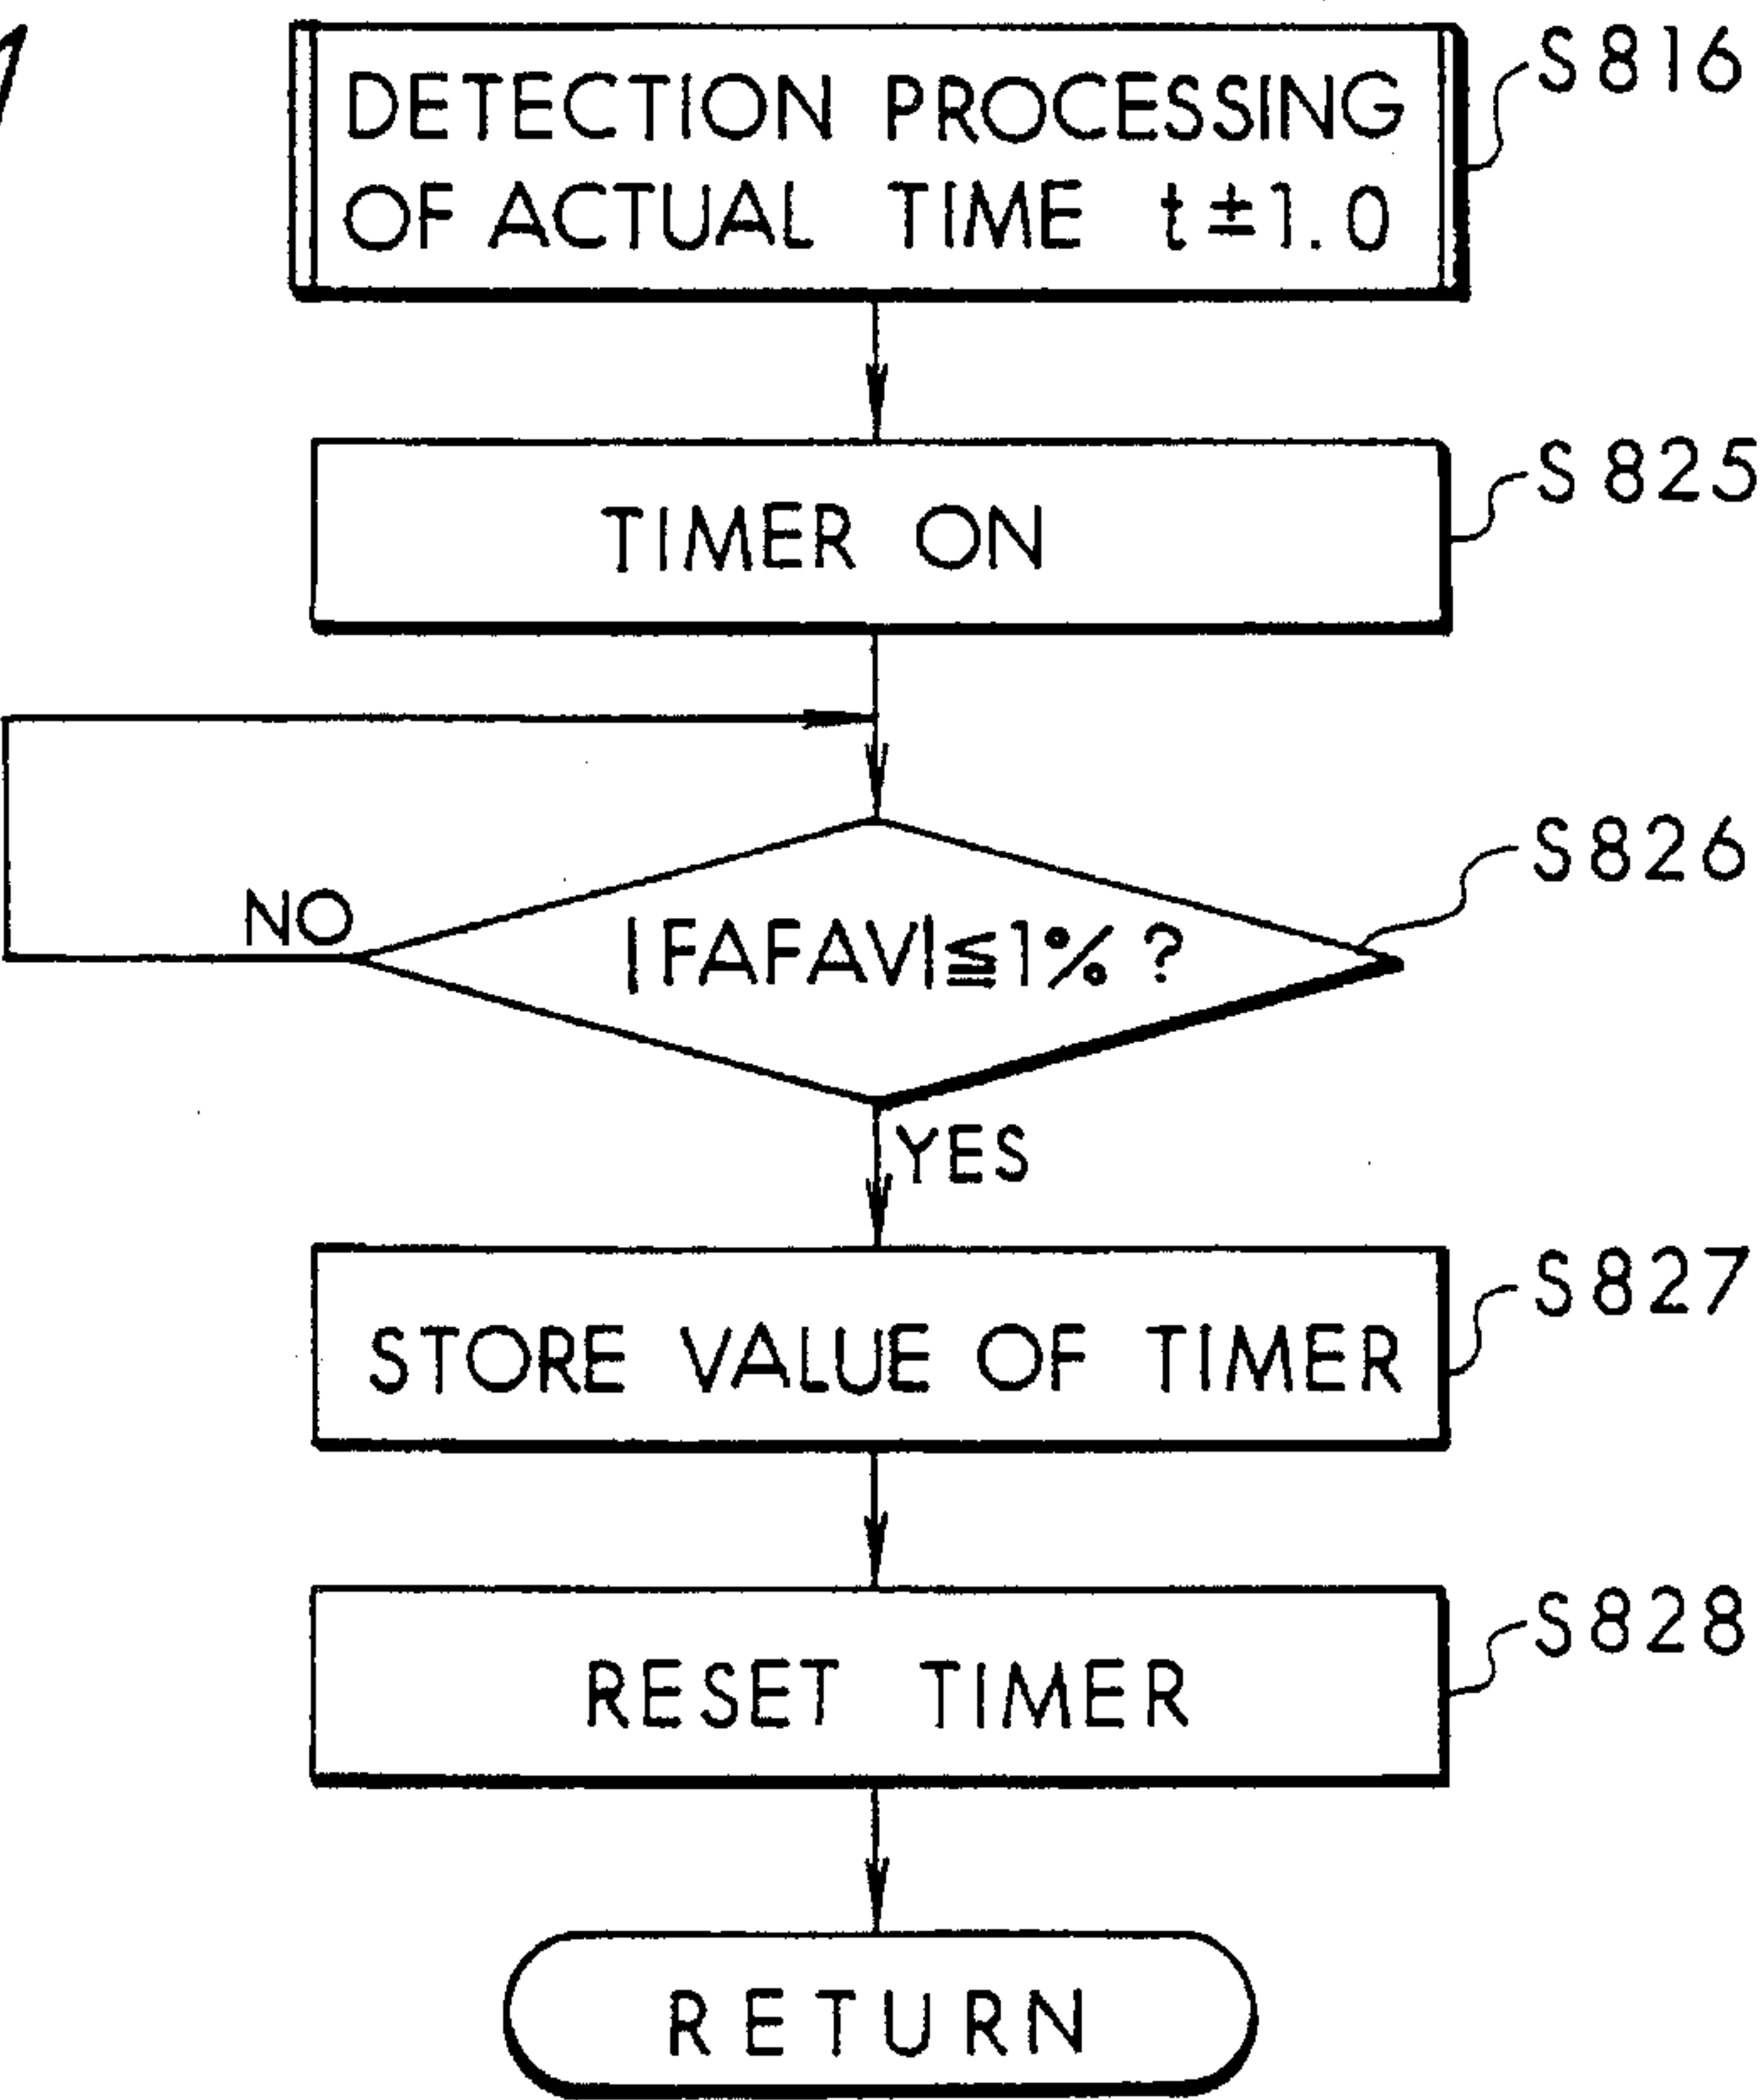 DETECTION PROCESSING
OF ACTUAL TIME t±1.0
S816
TIMER ON
S825
|FAFAV|≦1%?
S826
NO
YES
STORE VALUE OF TIMER
S827
RESET TIMER
S828
RETURN